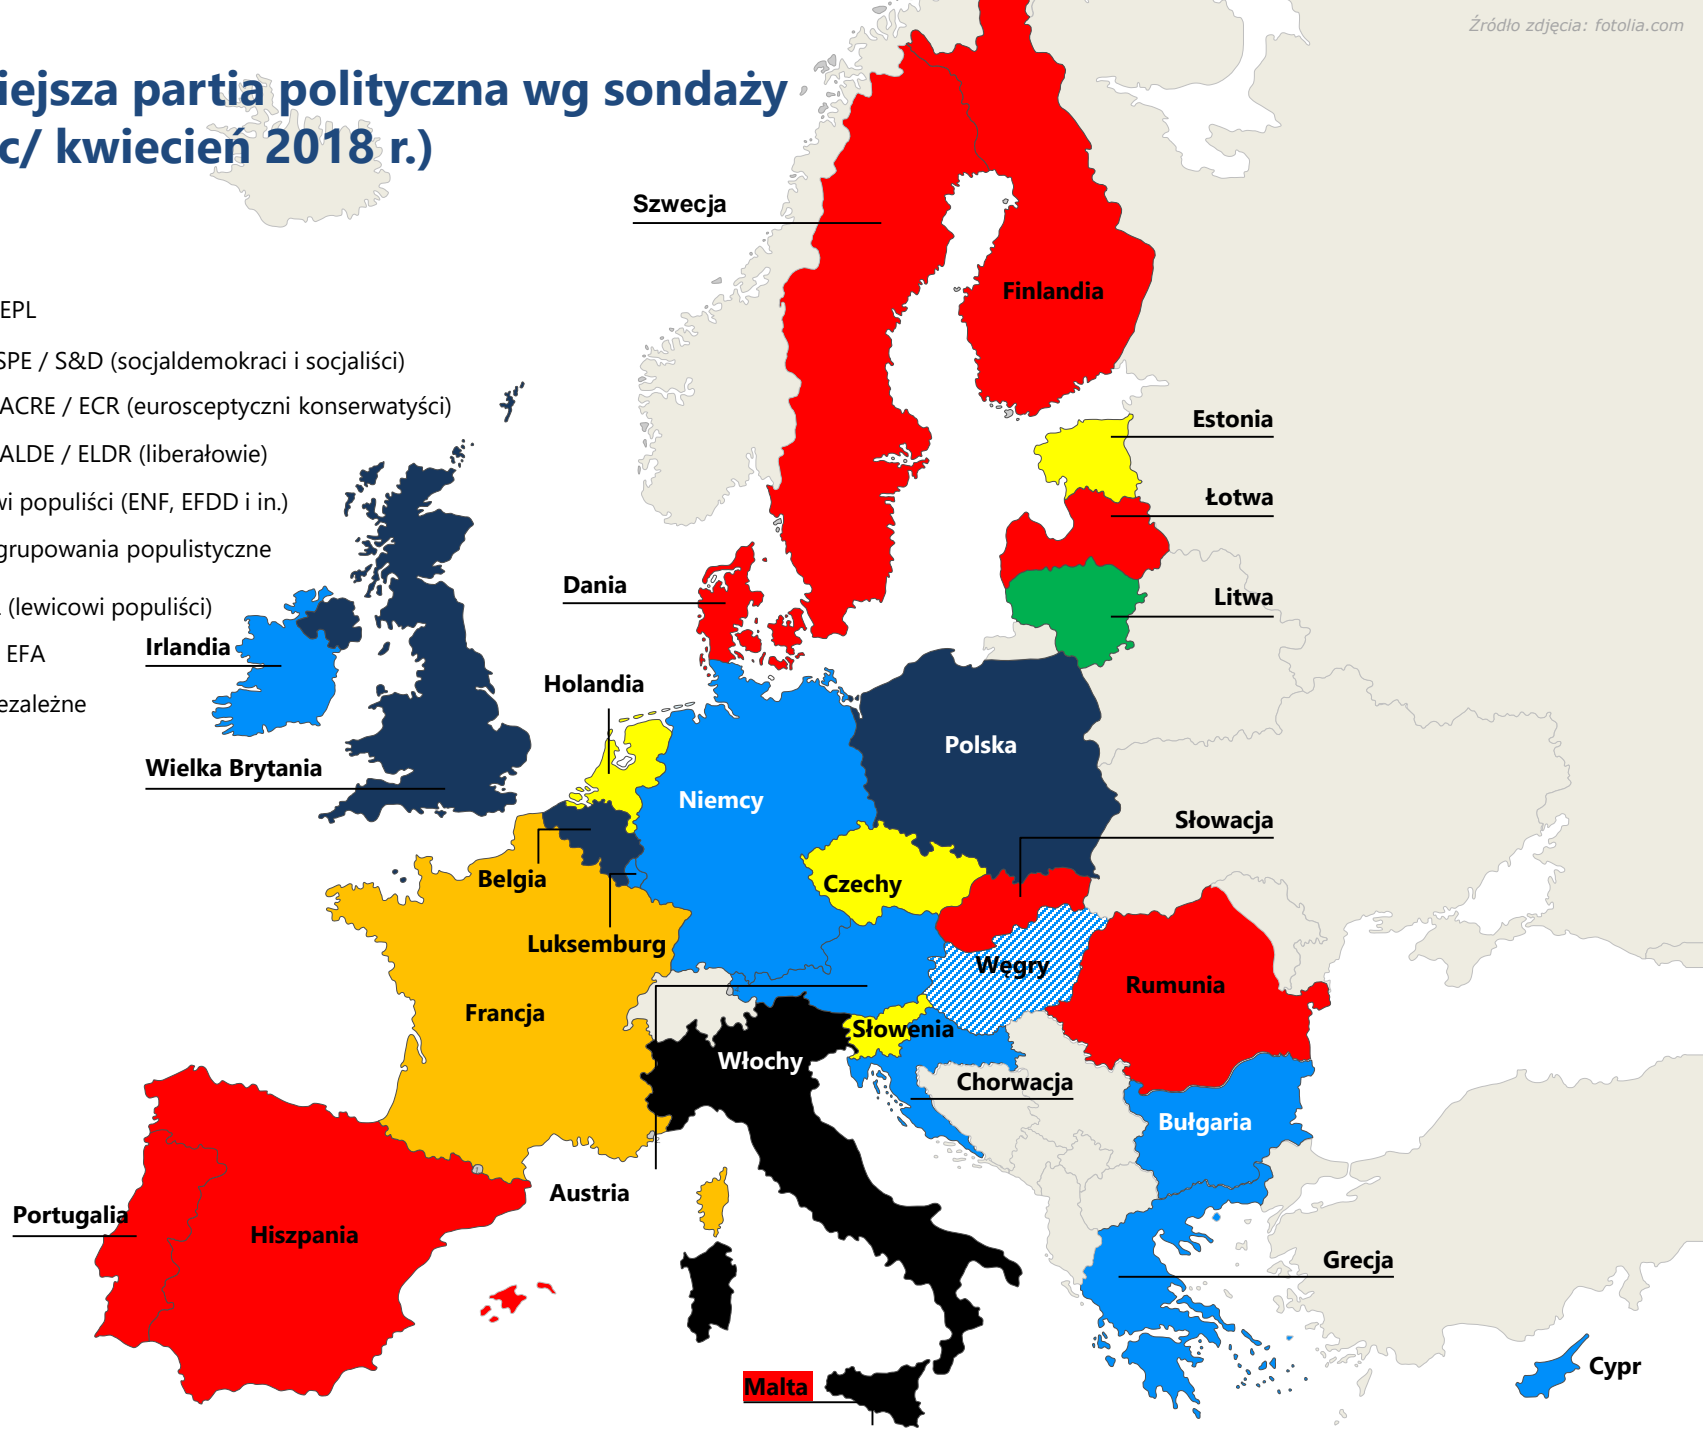 Źródło zdjęcia: fotolia.com
iejsza partia polityczna wg sondaży
c/ kwiecień 2018 r.)
EPL
SPE / S&D (socjaldemokraci i socjaliści)
ACRE / ECR (eurosceptyczni konserwatyści)
ALDE / ELDR (liberałowie)
wi populiści (ENF, EFDD i in.)
grupowania populistyczne
(lewicowi populiści)
EFA
ezależne
Szwecja
Finlandia
Estonia
Łotwa
Litwa
Dania
Irlandia
Holandia
Wielka Brytania
Polska
Niemcy
Słowacja
Belgia
Czechy
Luksemburg
Węgry
Rumunia
Francja
Słowenia
Włochy
Chorwacja
Bułgaria
Austria
Portugalia
Hiszpania
Grecja
Malta
Cypr